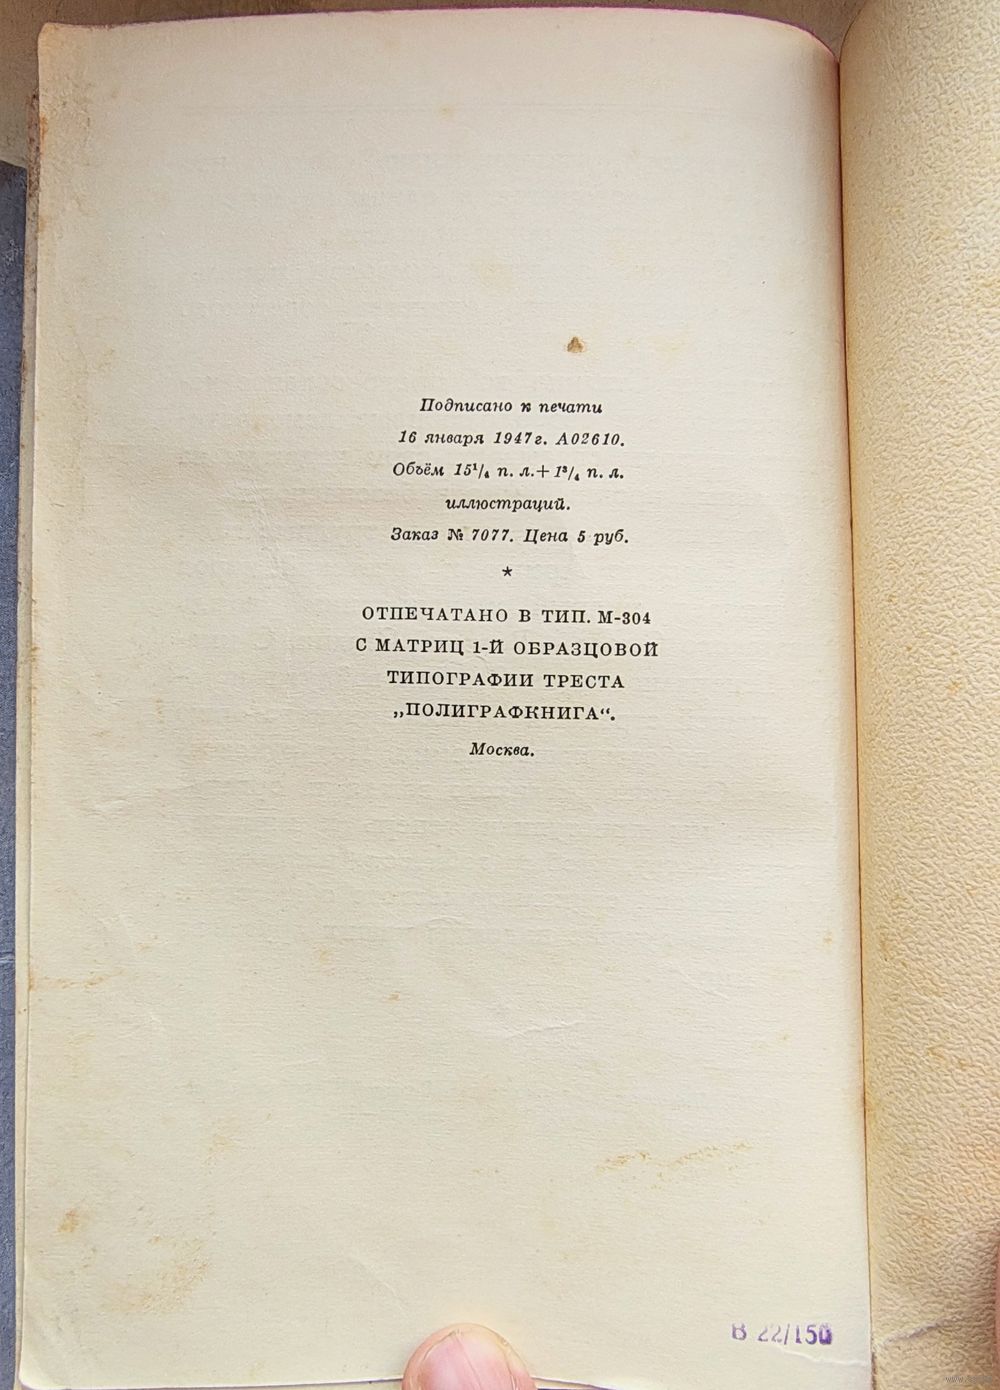 Подписано к печати
16 января 1947г. А02610.
Объём 15¹/₄ п. л.+ 1³/₄ п. л.
иллюстраций.
Заказ № 7077. Цена 5 руб.
*
ОТПЕЧАТАНО В ТИП. М-304
С МАТРИЦ 1-Й ОБРАЗЦОВОЙ
ТИПОГРАФИИ ТРЕСТА
„ПОЛИГРАФКНИГА“.
Москва.
В 22/150